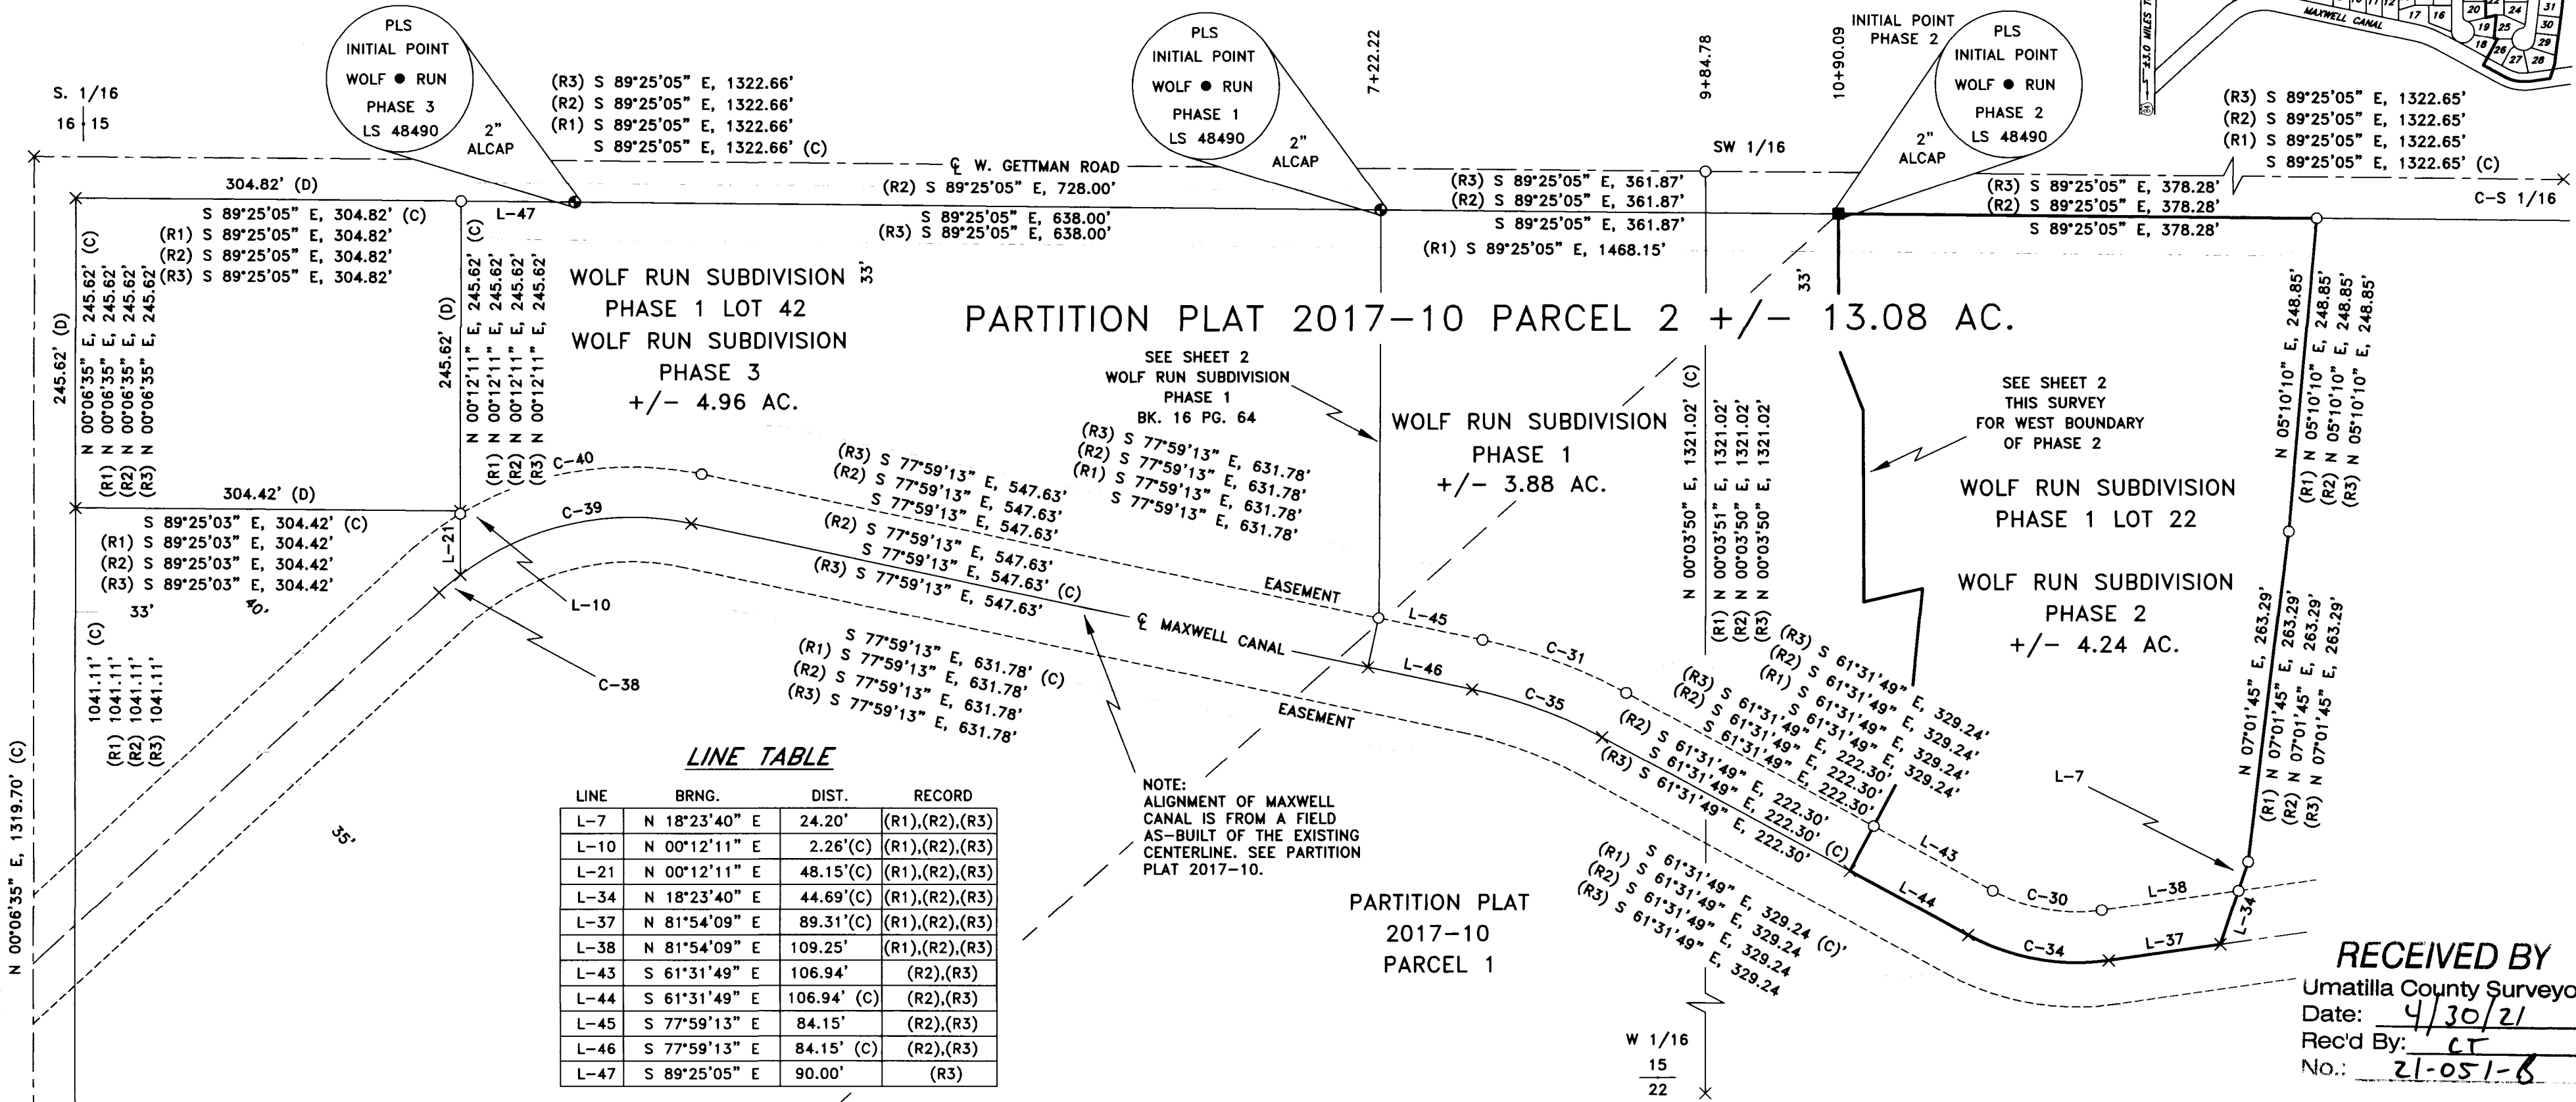 S. 1/16
16 15
PLS
INITIAL POINT
WOLF RUN
PHASE 3
LS 48490
2"
ALCAP
(R3) S 89°25'05" E, 1322.66'
(R2) S 89°25'05" E, 1322.66'
(R1) S 89°25'05" E, 1322.66'
S 89°25'05" E, 1322.66' (C)
PLS
INITIAL POINT
WOLF RUN
PHASE 1
LS 48490
2"
ALCAP
7+22.22
9+84.78
10+90.09
INITIAL POINT
PHASE 2
PLS
INITIAL POINT
WOLF RUN
PHASE 2
LS 48490
2"
ALCAP
MAXWELL CANAL
17 16
20
19
18
24
25
26
27 28
29
30
31
(R3) S 89°25'05" E, 1322.65'
(R2) S 89°25'05" E, 1322.65'
(R1) S 89°25'05" E, 1322.65'
S 89°25'05" E, 1322.65' (C)
SW 1/16
C-S 1/16
℄ W. GETTMAN ROAD
304.82' (D)
S 89°25'05" E, 304.82' (C)
(R1) S 89°25'05" E, 304.82'
(R2) S 89°25'05" E, 304.82'
(R3) S 89°25'05" E, 304.82'
L-47
(R2) S 89°25'05" E, 728.00'
S 89°25'05" E, 638.00'
(R3) S 89°25'05" E, 638.00'
(R3) S 89°25'05" E, 361.87'
(R2) S 89°25'05" E, 361.87'
S 89°25'05" E, 361.87'
(R1) S 89°25'05" E, 1468.15'
(R3) S 89°25'05" E, 378.28'
(R2) S 89°25'05" E, 378.28'
S 89°25'05" E, 378.28'
245.62' (D)
N 00°06'35" E, 245.62' (C)
(R1) N 00°06'35" E, 245.62'
(R2) N 00°06'35" E, 245.62'
(R3) N 00°06'35" E, 245.62'
245.62' (D)
N 00°12'11" E, 245.62' (C)
(R1) N 00°12'11" E, 245.62'
(R2) N 00°12'11" E, 245.62'
(R3) N 00°12'11" E, 245.62'
WOLF RUN SUBDIVISION
PHASE 1 LOT 42
WOLF RUN SUBDIVISION
PHASE 3
+/- 4.96 AC.
33'
33'
PARTITION PLAT 2017-10 PARCEL 2 +/- 13.08 AC.
SEE SHEET 2
WOLF RUN SUBDIVISION
PHASE 1
BK. 16 PG. 64
WOLF RUN SUBDIVISION
PHASE 1
+/- 3.88 AC.
N 00°03'50" E, 1321.02' (C)
(R1) N 00°03'51" E, 1321.02'
(R2) N 00°03'50" E, 1321.02'
(R3) N 00°03'50" E, 1321.02'
SEE SHEET 2
THIS SURVEY
FOR WEST BOUNDARY
OF PHASE 2
WOLF RUN SUBDIVISION
PHASE 1 LOT 22
WOLF RUN SUBDIVISION
PHASE 2
+/- 4.24 AC.
N 05°10'10" E, 248.85'
(R1) N 05°10'10" E, 248.85'
(R2) N 05°10'10" E, 248.85'
(R3) N 05°10'10" E, 248.85'
N 07°01'45" E, 263.29'
(R1) N 07°01'45" E, 263.29'
(R2) N 07°01'45" E, 263.29'
(R3) N 07°01'45" E, 263.29'
304.42' (D)
S 89°25'03" E, 304.42' (C)
(R1) S 89°25'03" E, 304.42'
(R2) S 89°25'03" E, 304.42'
(R3) S 89°25'03" E, 304.42'
33'
40'
35'
L-21
L-10
C-38
C-39
C-40
1041.11' (C)
(R1) 1041.11'
(R2) 1041.11'
(R3) 1041.11'
N 00°06'35" E, 1319.70' (C)
(R3) S 77°59'13" E, 547.63'
(R2) S 77°59'13" E, 547.63'
S 77°59'13" E, 547.63'
(R2) S 77°59'13" E, 547.63'
S 77°59'13" E, 547.63' (C)
(R3) S 77°59'13" E, 547.63'
(R3) S 77°59'13" E, 631.78'
(R2) S 77°59'13" E, 631.78'
(R1) S 77°59'13" E, 631.78'
S 77°59'13" E, 631.78'
EASEMENT
℄ MAXWELL CANAL
EASEMENT
S 77°59'13" E, 631.78' (C)
(R1) S 77°59'13" E, 631.78'
(R2) S 77°59'13" E, 631.78'
(R3) S 77°59'13" E, 631.78'
L-45
L-46
C-31
C-35
(R3) S 61°31'49" E, 329.24'
(R2) S 61°31'49" E, 329.24'
(R1) S 61°31'49" E, 329.24'
S 61°31'49" E, 329.24'
(R3) S 61°31'49" E, 222.30'
(R2) S 61°31'49" E, 222.30'
S 61°31'49" E, 222.30'
(R2) S 61°31'49" E, 222.30'
S 61°31'49" E, 222.30' (C)
(R3) S 61°31'49" E, 222.30'
S 61°31'49" E, 329.24 (C)'
(R1) S 61°31'49" E, 329.24
(R2) S 61°31'49" E, 329.24
(R3) S 61°31'49" E, 329.24
L-7
L-43
L-44
C-30
C-34
L-38
L-37
L-34
NOTE:
ALIGNMENT OF MAXWELL
CANAL IS FROM A FIELD
AS-BUILT OF THE EXISTING
CENTERLINE. SEE PARTITION
PLAT 2017-10.
PARTITION PLAT
2017-10
PARCEL 1
W 1/16
15
22
LINE TABLE
LINE BRNG. DIST. RECORD
L-7 N 18°23'40" E 24.20' (R1),(R2),(R3)
L-10 N 00°12'11" E 2.26'(C) (R1),(R2),(R3)
L-21 N 00°12'11" E 48.15'(C) (R1),(R2),(R3)
L-34 N 18°23'40" E 44.69'(C) (R1),(R2),(R3)
L-37 N 81°54'09" E 89.31'(C) (R1),(R2),(R3)
L-38 N 81°54'09" E 109.25' (R1),(R2),(R3)
L-43 S 61°31'49" E 106.94' (R2),(R3)
L-44 S 61°31'49" E 106.94' (C) (R2),(R3)
L-45 S 77°59'13" E 84.15' (R2),(R3)
L-46 S 77°59'13" E 84.15' (C) (R2),(R3)
L-47 S 89°25'05" E 90.00' (R3)
RECEIVED BY
Umatilla County Surveyo
Date: 4/30/21
Rec'd By: CT
No.: 21-051-B